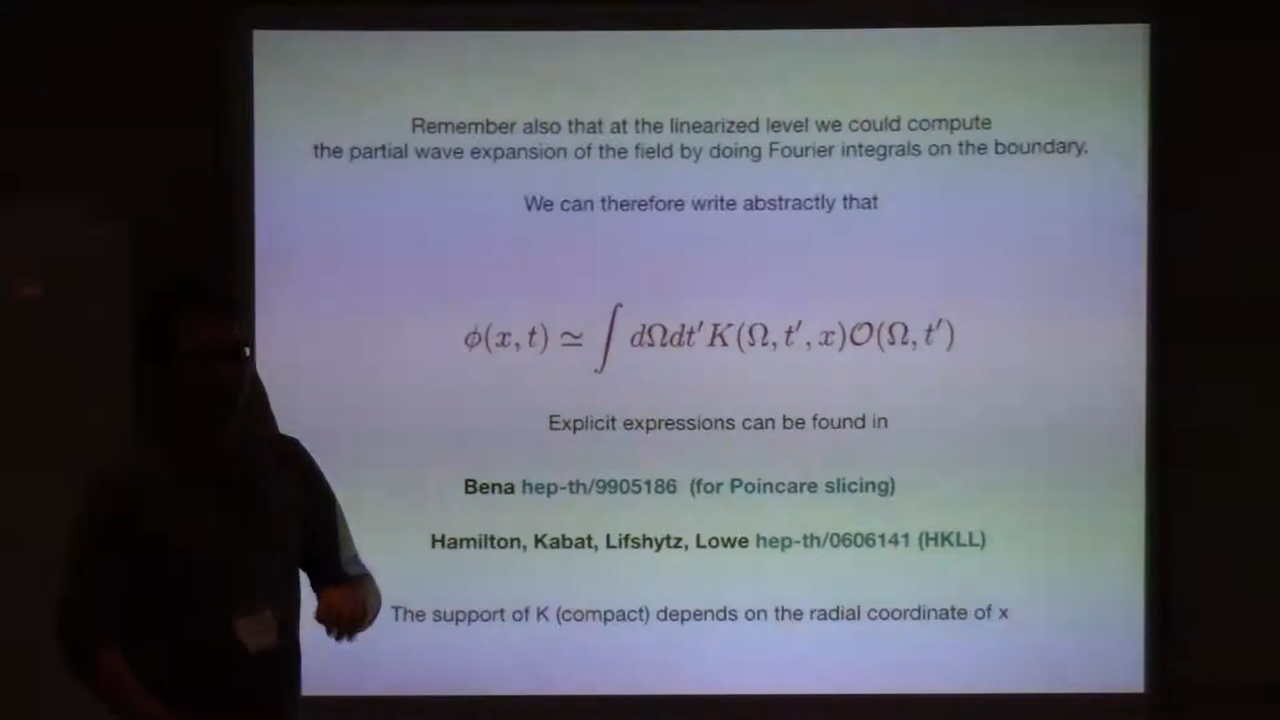 Remember also that at the linearized level we could compute
the partial wave expansion of the field by doing Fourier integrals on the boundary.
We can therefore write abstractly that
ϕ(x, t) ≃ ∫ dΩdt′K(Ω, t′, x)𝒪(Ω, t′)
Explicit expressions can be found in
Bena hep-th/9905186 (for Poincare slicing)
Hamilton, Kabat, Lifshytz, Lowe hep-th/0606141 (HKLL)
The support of K (compact) depends on the radial coordinate of x